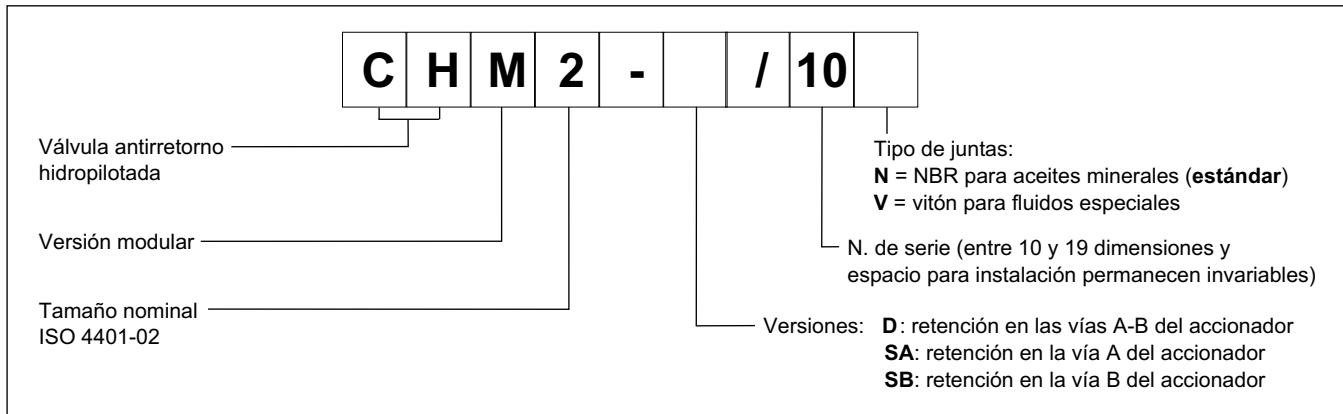 CHM2-  /10
Válvula antirretorno
hidropilotada
Versión modular
Tamaño nominal
ISO 4401-02
Tipo de juntas:
N = NBR para aceites minerales (estándar)
V = vitón para fluidos especiales
N. de serie (entre 10 y 19 dimensiones y
espacio para instalación permanecen invariables)
Versiones: D: retención en las vías A-B del accionador
SA: retención en la vía A del accionador
SB: retención en la vía B del accionador